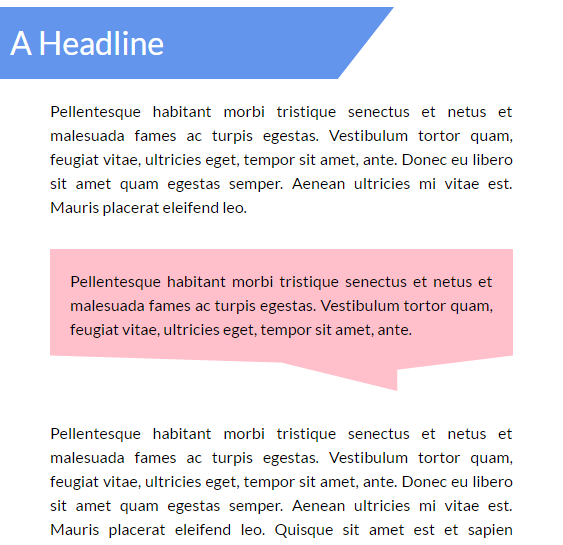 A Headline
Pellentesque habitant morbi tristique senectus et netus et
malesuada fames ac turpis egestas. Vestibulum tortor quam,
feugiat vitae, ultricies eget, tempor sit amet, ante. Donec eu libero
sit amet quam egestas semper. Aenean ultricies mi vitae est.
Mauris placerat eleifend leo.
Pellentesque habitant morbi tristique senectus et netus et
malesuada fames ac turpis egestas. Vestibulum tortor quam,
feugiat vitae, ultricies eget, tempor sit amet, ante.
Pellentesque habitant morbi tristique senectus et netus et
malesuada fames ac turpis egestas. Vestibulum tortor quam,
feugiat vitae, ultricies eget, tempor sit amet, ante. Donec eu libero
sit amet quam egestas semper. Aenean ultricies mi vitae est.
Mauris placerat eleifend leo. Quisque sit amet est et sapien